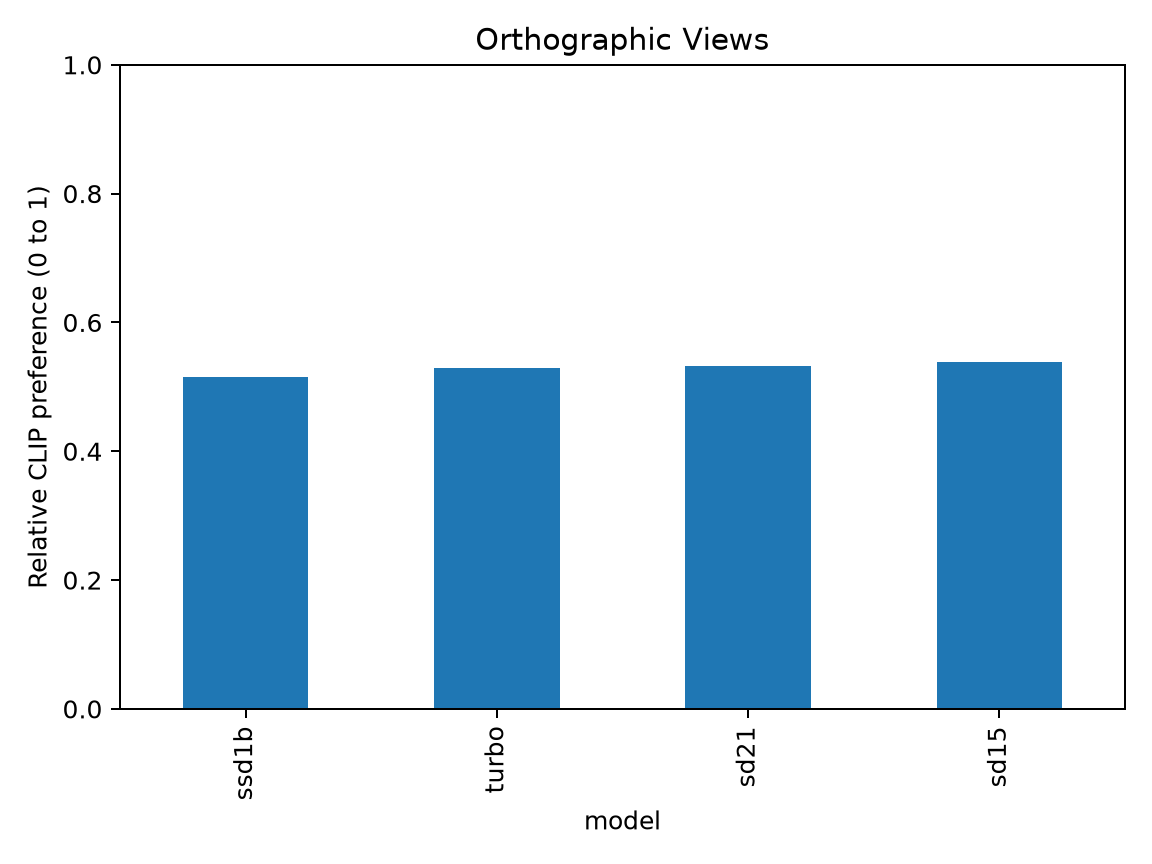 Orthographic Views
Relative CLIP preference (0 to 1)
1.0
0.8
0.6
0.4
0.2
0.0
ssd1b
turbo
sd21
sd15
model